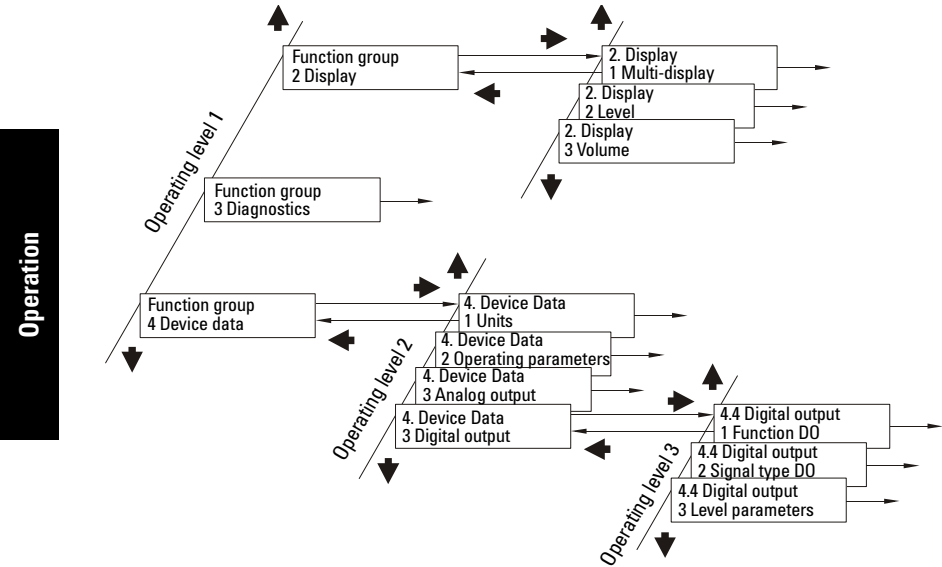 Operation
Operating level 1
Function group
2 Display
2. Display
1 Multi-display
2. Display
2 Level
2. Display
3 Volume
Function group
3 Diagnostics
Function group
4 Device data
Operating level 2
4. Device Data
1 Units
4. Device Data
2 Operating parameters
4. Device Data
3 Analog output
4. Device Data
3 Digital output
Operating level 3
4.4 Digital output
1 Function DO
4.4 Digital output
2 Signal type DO
4.4 Digital output
3 Level parameters